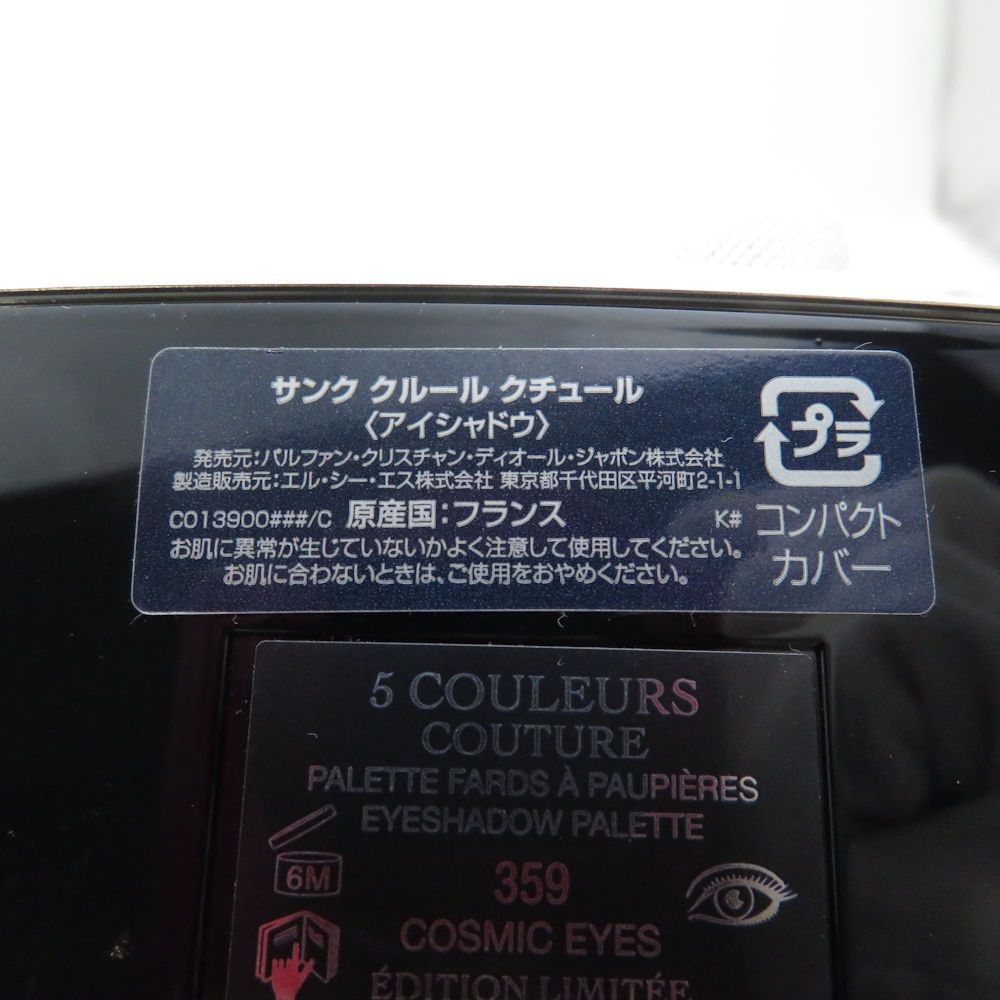 サンク クルール クチュール
〈アイシャドウ〉
発売元:パルファン・クリスチャン・ディオール・ジャポン株式会社
製造販売元:エル・シー・エス株式会社 東京都千代田区平河町2-1-1
C013900###/C 原産国:フランス K#
お肌に異常が生じていないかよく注意して使用してください。
お肌に合わないときは、ご使用をおやめください。
プラ
コンパクト
カバー
5 COULEURS
COUTURE
PALETTE FARDS À PAUPIÈRES
EYESHADOW PALETTE
6M
359
COSMIC EYES
ÉDITION LIMITÉE